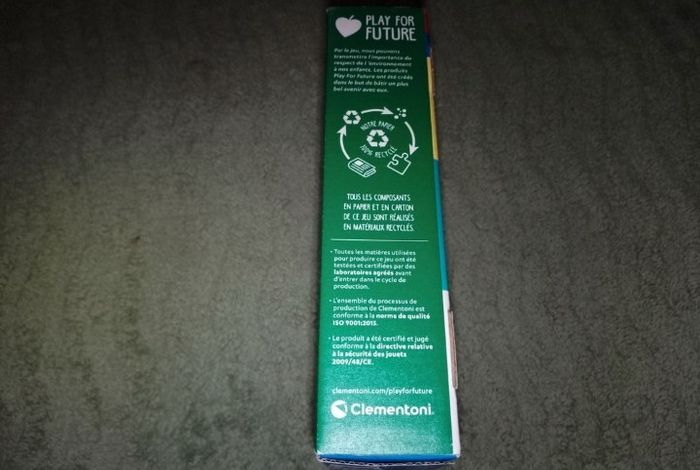 PLAY FOR
FUTURE
Par le jeu, nous pouvons
transmettre l'importance du
respect de l'environnement
à nos enfants. Les produits
Play For Future ont été créés
dans le but de bâtir un plus
bel avenir avec eux.
NOTRE PAPIER
100% RECYCLÉ
TOUS LES COMPOSANTS
EN PAPIER ET EN CARTON
DE CE JEU SONT RÉALISÉS
EN MATÉRIAUX RECYCLÉS.
• Toutes les matières utilisées
pour produire ce jeu ont été
testées et certifiées par des
laboratoires agréés avant
d'entrer dans le cycle de
production.
• L'ensemble du processus de
production de Clementoni est
conforme à la norme de qualité
ISO 9001:2015.
• Le produit a été certifié et jugé
conforme à la directive relative
à la sécurité des jouets
2009/48/CE.
clementoni.com/playforfuture
Clementoni